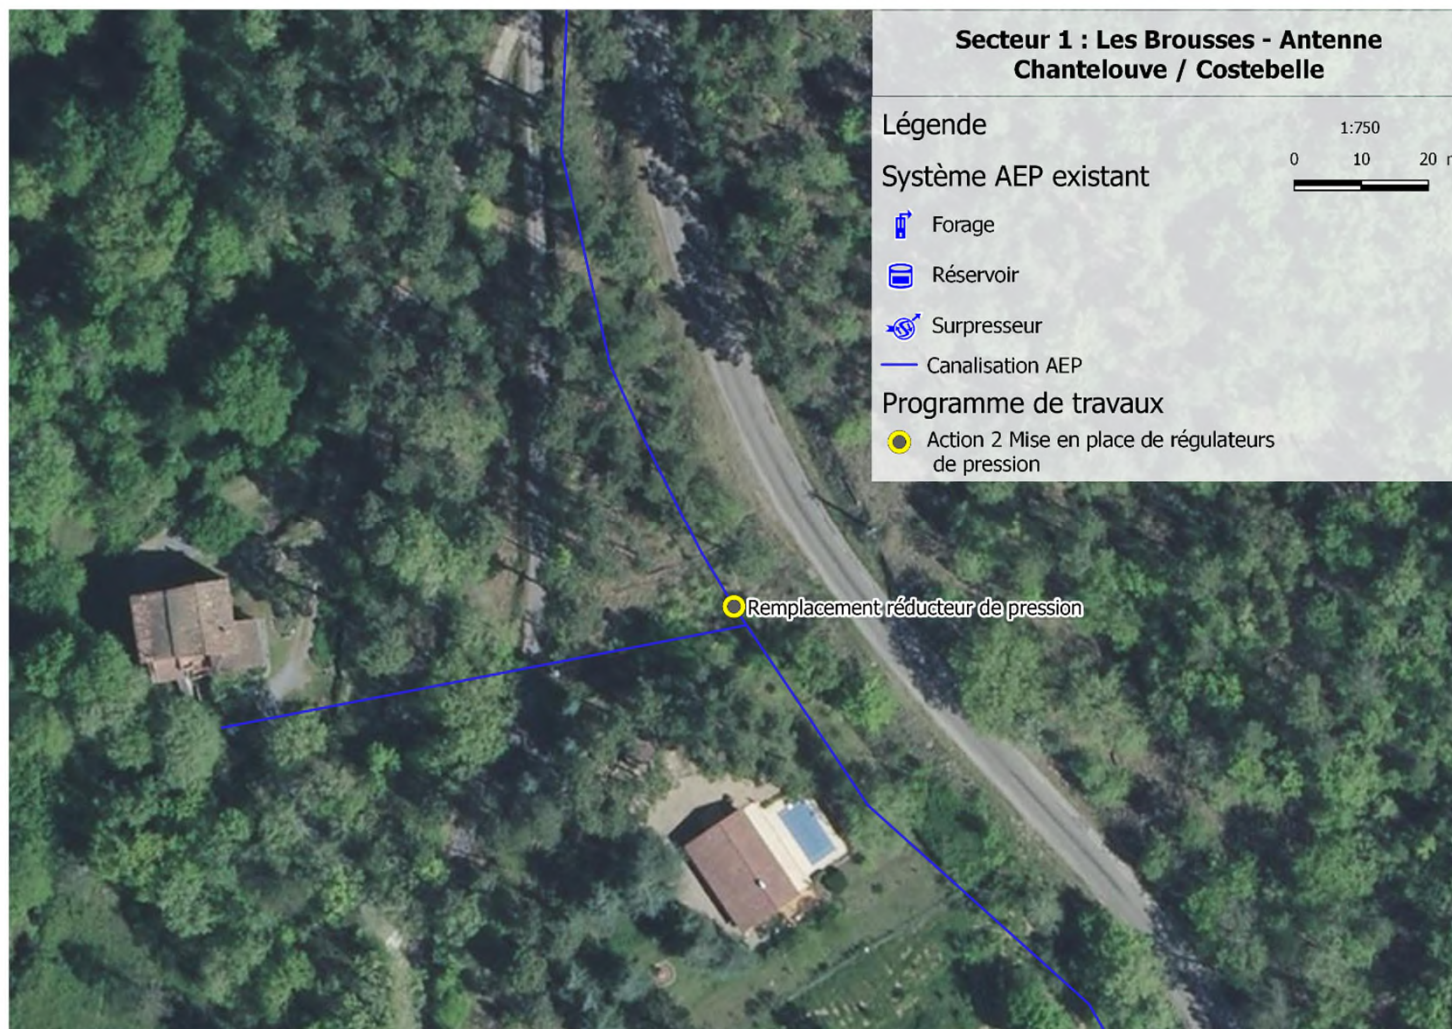 Secteur 1 : Les Brousses - Antenne
Chantelouve / Costebelle
Légende
1:750
0 10 20
Système AEP existant
Forage
Réservoir
Surpresseur
Canalisation AEP
Programme de travaux
Action 2 Mise en place de régulateurs
de pression
Remplacement réducteur de pression